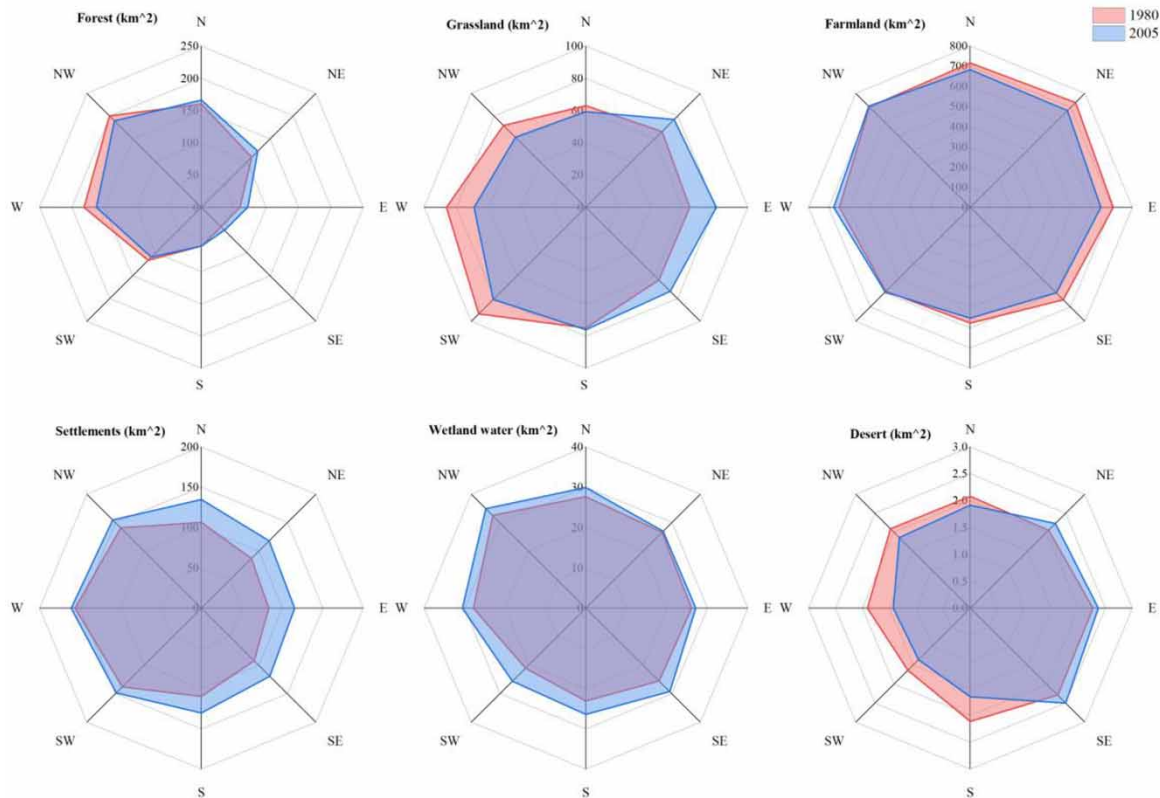 Forest (km^2)
N
250
200
150
100
50
0
NW
NE
W
E
SW
SE
S
Grassland (km^2)
N
100
80
60
40
20
0
NW
NE
W
E
SW
SE
S
Farmland (km^2)
N
800
700
600
500
400
300
200
100
0
NW
NE
W
E
SW
SE
S
1980
2005
Settlements (km^2)
N
200
150
100
50
0
NW
NE
W
E
SW
SE
S
Wetland water (km^2)
N
40
30
20
10
0
NW
NE
W
E
SW
SE
S
Desert (km^2)
N
3.0
2.5
2.0
1.5
1.0
0.5
0.0
NW
NE
W
E
SW
SE
S